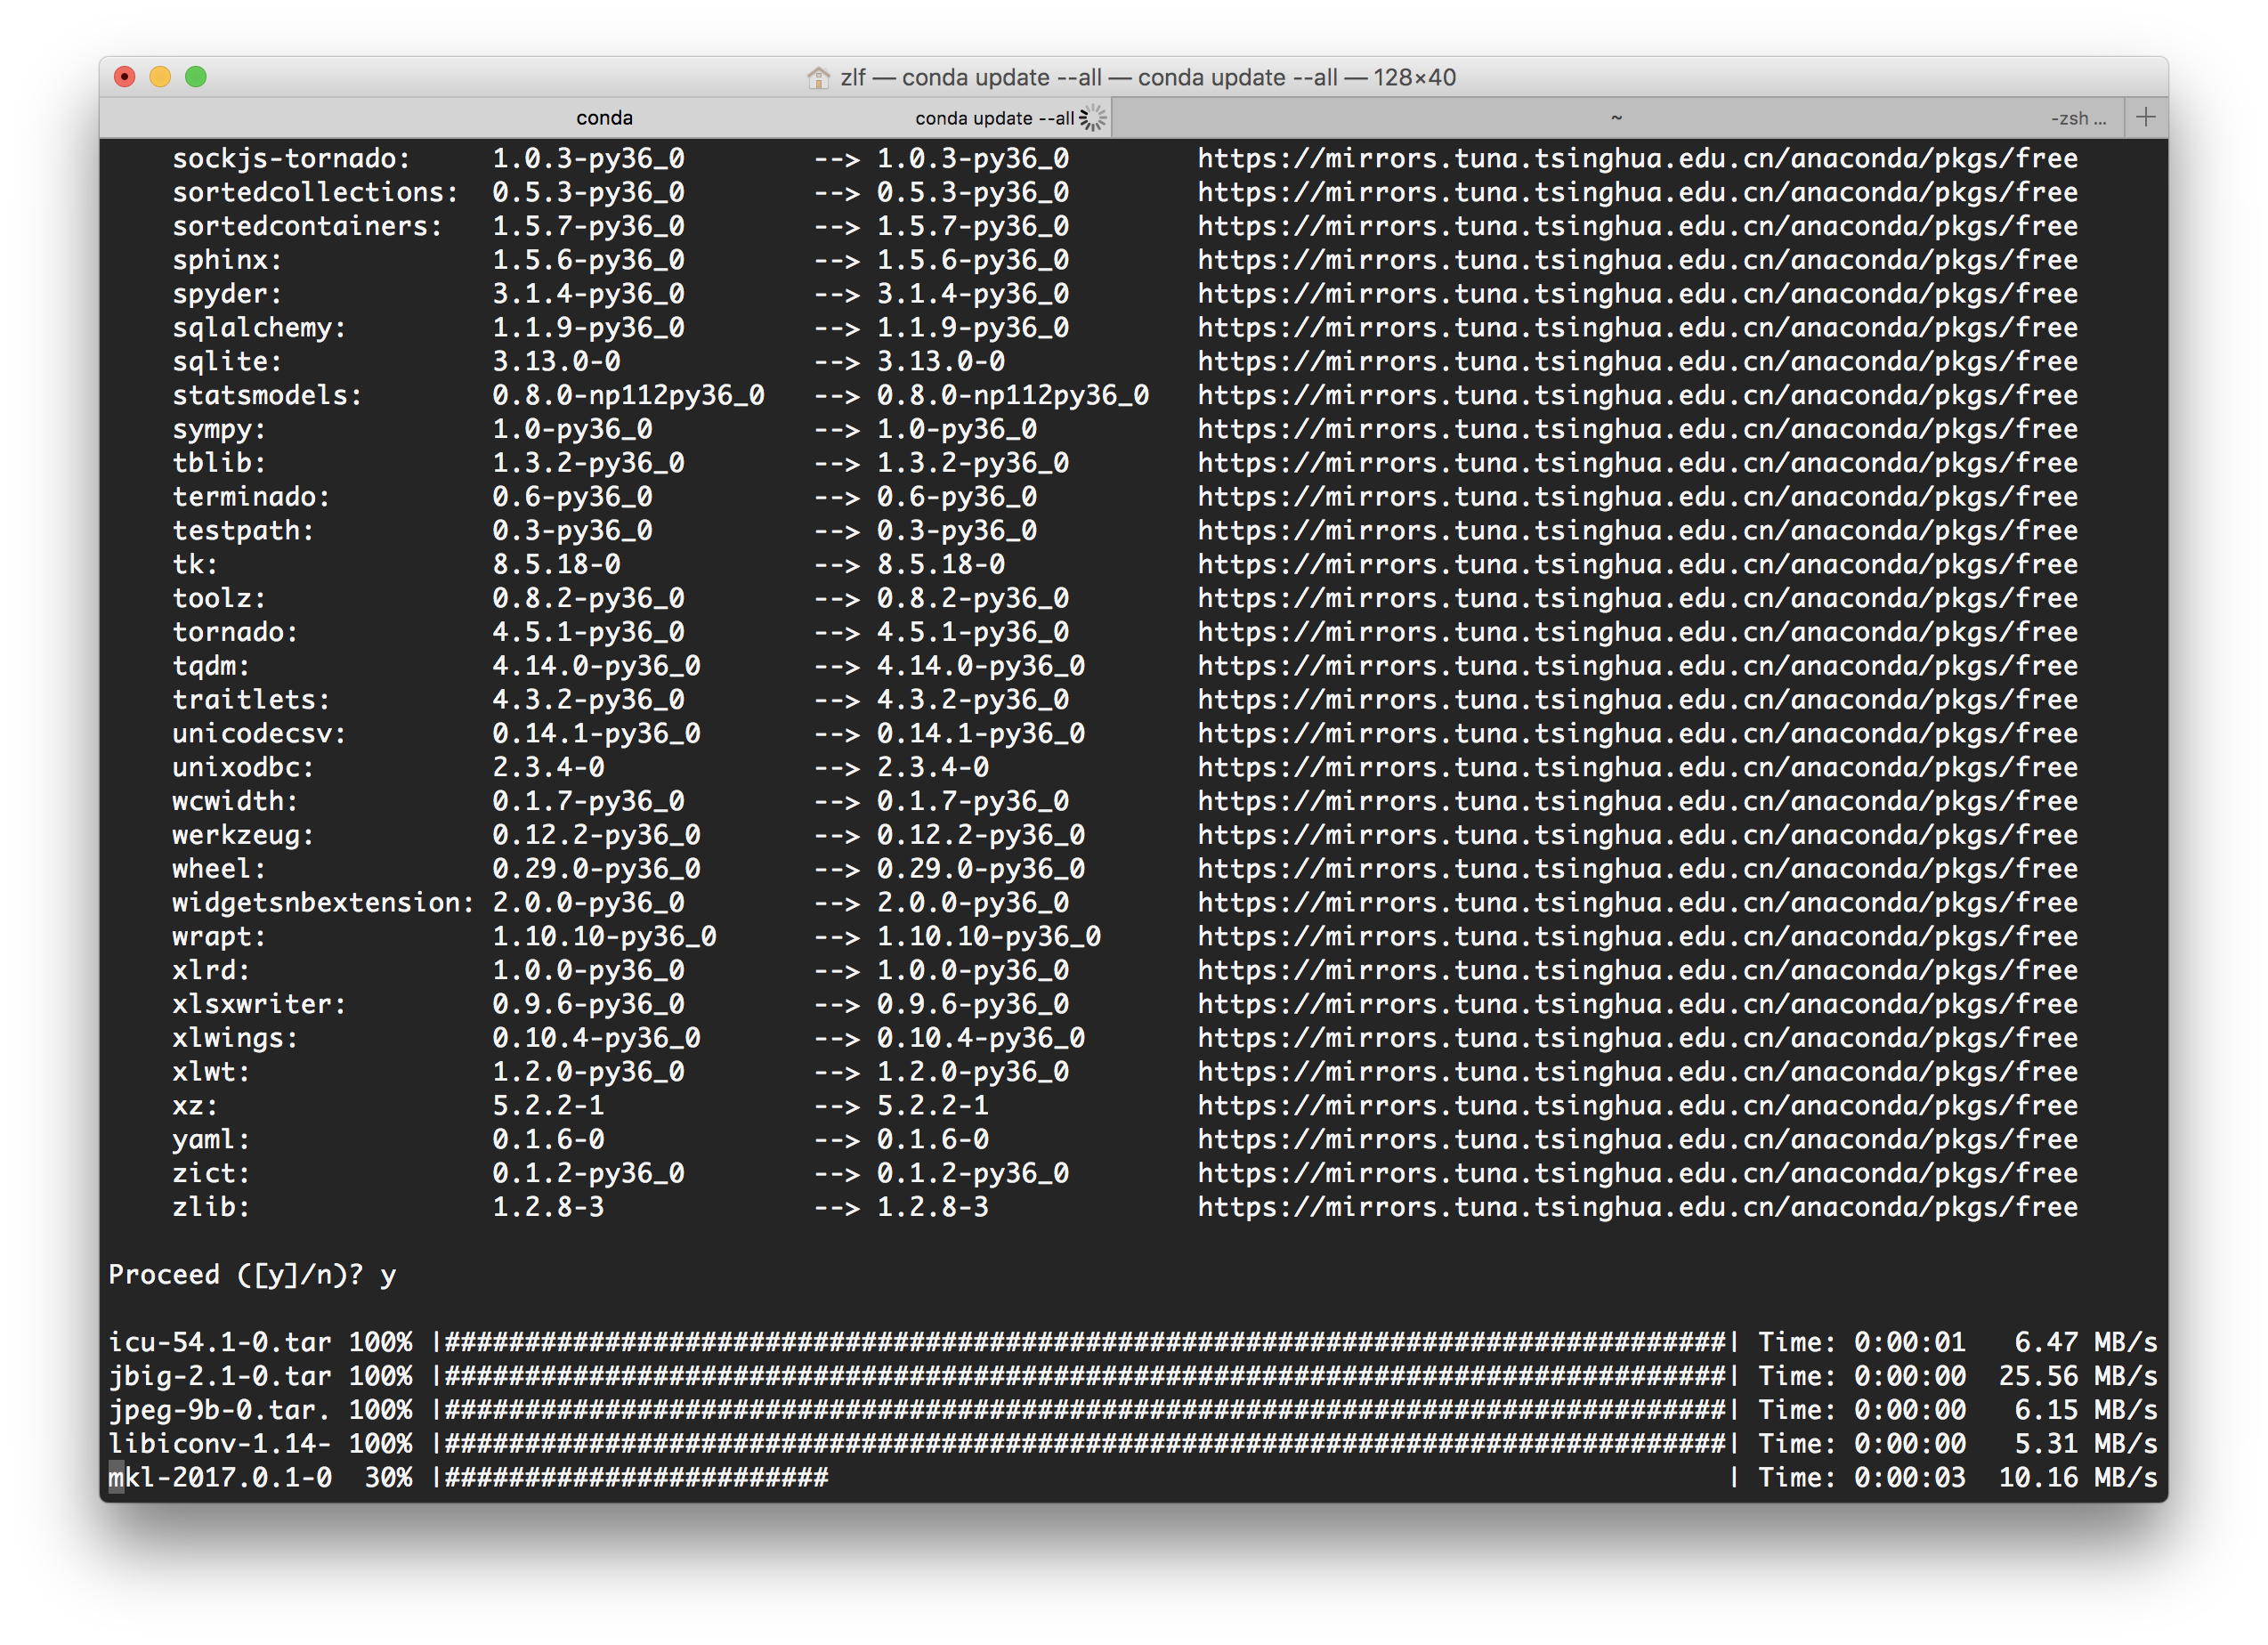 zlf — conda update --all — conda update --all — 128×40
conda conda update --all ~ -zsh ... +
sockjs-tornado: 1.0.3-py36_0 --> 1.0.3-py36_0 https://mirrors.tuna.tsinghua.edu.cn/anaconda/pkgs/free
sortedcollections: 0.5.3-py36_0 --> 0.5.3-py36_0 https://mirrors.tuna.tsinghua.edu.cn/anaconda/pkgs/free
sortedcontainers: 1.5.7-py36_0 --> 1.5.7-py36_0 https://mirrors.tuna.tsinghua.edu.cn/anaconda/pkgs/free
sphinx: 1.5.6-py36_0 --> 1.5.6-py36_0 https://mirrors.tuna.tsinghua.edu.cn/anaconda/pkgs/free
spyder: 3.1.4-py36_0 --> 3.1.4-py36_0 https://mirrors.tuna.tsinghua.edu.cn/anaconda/pkgs/free
sqlalchemy: 1.1.9-py36_0 --> 1.1.9-py36_0 https://mirrors.tuna.tsinghua.edu.cn/anaconda/pkgs/free
sqlite: 3.13.0-0 --> 3.13.0-0 https://mirrors.tuna.tsinghua.edu.cn/anaconda/pkgs/free
statsmodels: 0.8.0-np112py36_0 --> 0.8.0-np112py36_0 https://mirrors.tuna.tsinghua.edu.cn/anaconda/pkgs/free
sympy: 1.0-py36_0 --> 1.0-py36_0 https://mirrors.tuna.tsinghua.edu.cn/anaconda/pkgs/free
tblib: 1.3.2-py36_0 --> 1.3.2-py36_0 https://mirrors.tuna.tsinghua.edu.cn/anaconda/pkgs/free
terminado: 0.6-py36_0 --> 0.6-py36_0 https://mirrors.tuna.tsinghua.edu.cn/anaconda/pkgs/free
testpath: 0.3-py36_0 --> 0.3-py36_0 https://mirrors.tuna.tsinghua.edu.cn/anaconda/pkgs/free
tk: 8.5.18-0 --> 8.5.18-0 https://mirrors.tuna.tsinghua.edu.cn/anaconda/pkgs/free
toolz: 0.8.2-py36_0 --> 0.8.2-py36_0 https://mirrors.tuna.tsinghua.edu.cn/anaconda/pkgs/free
tornado: 4.5.1-py36_0 --> 4.5.1-py36_0 https://mirrors.tuna.tsinghua.edu.cn/anaconda/pkgs/free
tqdm: 4.14.0-py36_0 --> 4.14.0-py36_0 https://mirrors.tuna.tsinghua.edu.cn/anaconda/pkgs/free
traitlets: 4.3.2-py36_0 --> 4.3.2-py36_0 https://mirrors.tuna.tsinghua.edu.cn/anaconda/pkgs/free
unicodecsv: 0.14.1-py36_0 --> 0.14.1-py36_0 https://mirrors.tuna.tsinghua.edu.cn/anaconda/pkgs/free
unixodbc: 2.3.4-0 --> 2.3.4-0 https://mirrors.tuna.tsinghua.edu.cn/anaconda/pkgs/free
wcwidth: 0.1.7-py36_0 --> 0.1.7-py36_0 https://mirrors.tuna.tsinghua.edu.cn/anaconda/pkgs/free
werkzeug: 0.12.2-py36_0 --> 0.12.2-py36_0 https://mirrors.tuna.tsinghua.edu.cn/anaconda/pkgs/free
wheel: 0.29.0-py36_0 --> 0.29.0-py36_0 https://mirrors.tuna.tsinghua.edu.cn/anaconda/pkgs/free
widgetsnbextension: 2.0.0-py36_0 --> 2.0.0-py36_0 https://mirrors.tuna.tsinghua.edu.cn/anaconda/pkgs/free
wrapt: 1.10.10-py36_0 --> 1.10.10-py36_0 https://mirrors.tuna.tsinghua.edu.cn/anaconda/pkgs/free
xlrd: 1.0.0-py36_0 --> 1.0.0-py36_0 https://mirrors.tuna.tsinghua.edu.cn/anaconda/pkgs/free
xlsxwriter: 0.9.6-py36_0 --> 0.9.6-py36_0 https://mirrors.tuna.tsinghua.edu.cn/anaconda/pkgs/free
xlwings: 0.10.4-py36_0 --> 0.10.4-py36_0 https://mirrors.tuna.tsinghua.edu.cn/anaconda/pkgs/free
xlwt: 1.2.0-py36_0 --> 1.2.0-py36_0 https://mirrors.tuna.tsinghua.edu.cn/anaconda/pkgs/free
xz: 5.2.2-1 --> 5.2.2-1 https://mirrors.tuna.tsinghua.edu.cn/anaconda/pkgs/free
yaml: 0.1.6-0 --> 0.1.6-0 https://mirrors.tuna.tsinghua.edu.cn/anaconda/pkgs/free
zict: 0.1.2-py36_0 --> 0.1.2-py36_0 https://mirrors.tuna.tsinghua.edu.cn/anaconda/pkgs/free
zlib: 1.2.8-3 --> 1.2.8-3 https://mirrors.tuna.tsinghua.edu.cn/anaconda/pkgs/free
Proceed ([y]/n)? y
icu-54.1-0.tar 100% |################################################################################| Time: 0:00:01 6.47 MB/s
jbig-2.1-0.tar 100% |################################################################################| Time: 0:00:00 25.56 MB/s
jpeg-9b-0.tar. 100% |################################################################################| Time: 0:00:00 6.15 MB/s
libiconv-1.14- 100% |################################################################################| Time: 0:00:00 5.31 MB/s
mkl-2017.0.1-0 30% |######################## | Time: 0:00:03 10.16 MB/s